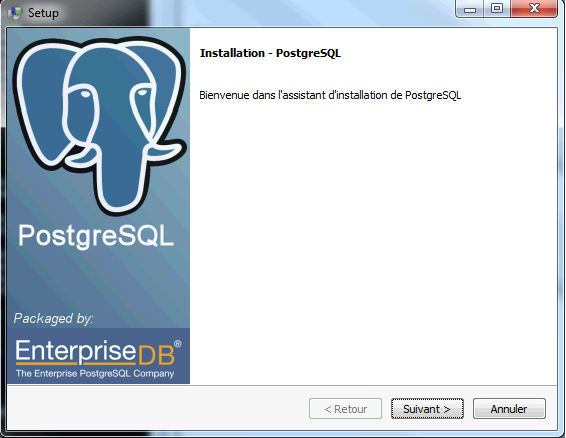 Setup
Installation - PostgreSQL
Bienvenue dans l'assistant d'installation de PostgreSQL
PostgreSQL
Packaged by:
EnterpriseDB®
The Enterprise PostgreSQL Company
< Retour
Suivant >
Annuler